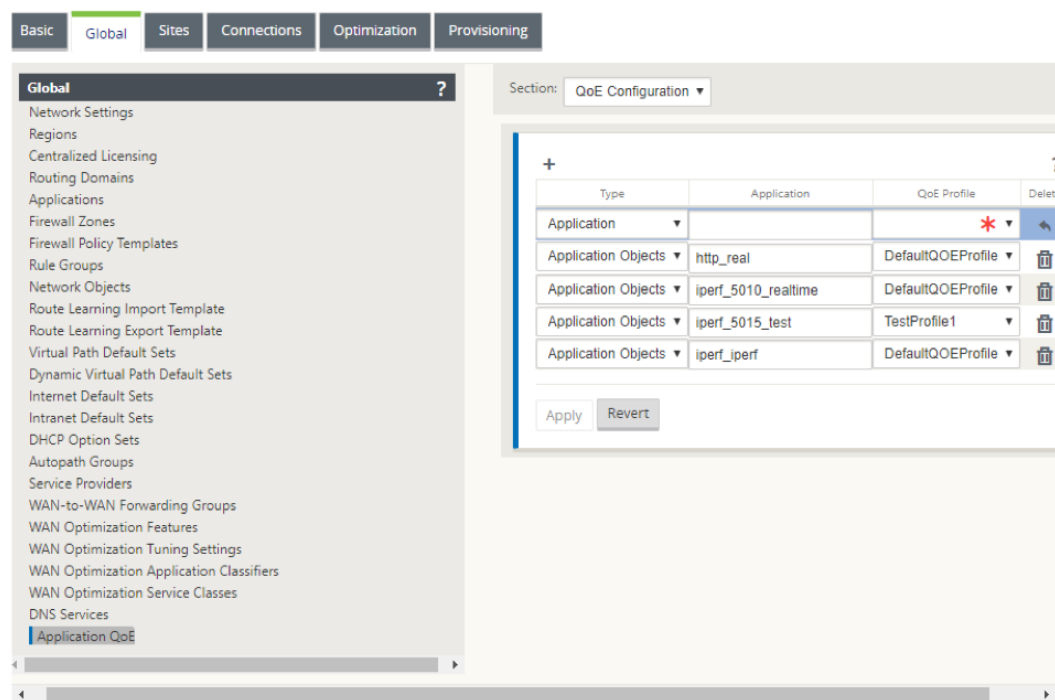 Basic Global Sites Connections Optimization Provisioning
Global ?
Network Settings
Regions
Centralized Licensing
Routing Domains
Applications
Firewall Zones
Firewall Policy Templates
Rule Groups
Network Objects
Route Learning Import Template
Route Learning Export Template
Virtual Path Default Sets
Dynamic Virtual Path Default Sets
Internet Default Sets
Intranet Default Sets
DHCP Option Sets
Autopath Groups
Service Providers
WAN-to-WAN Forwarding Groups
WAN Optimization Features
WAN Optimization Tuning Settings
WAN Optimization Application Classifiers
WAN Optimization Service Classes
DNS Services
Application QoE
Section: QoE Configuration
+ ?
Type Application QoE Profile Delet
Application *
Application Objects http_real DefaultQOEProfile
Application Objects iperf_5010_realtime DefaultQOEProfile
Application Objects iperf_5015_test TestProfile1
Application Objects iperf_iperf DefaultQOEProfile
Apply Revert